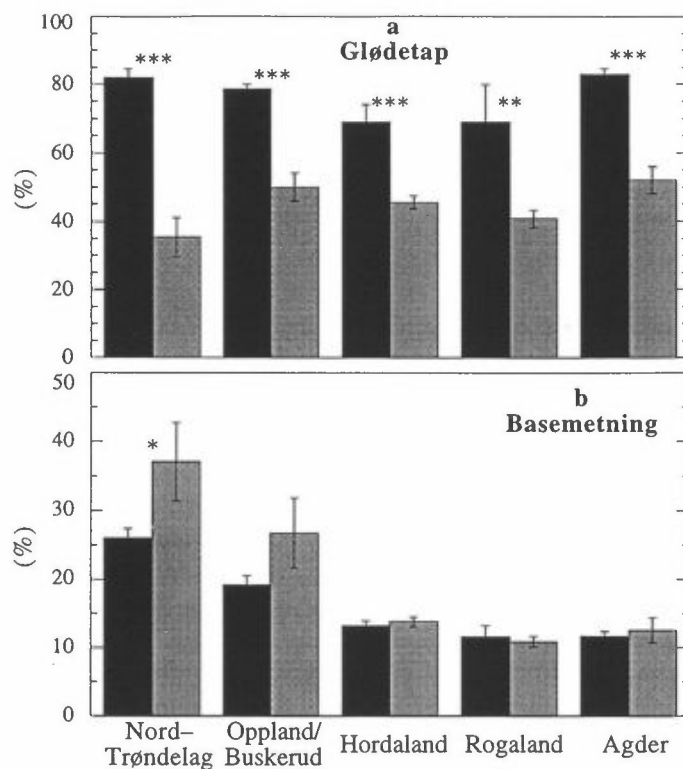 a
Glødetap
100
80
60
40
20
0
(%)
*** *** *** ** ***
b
Basemetning
50
40
30
20
10
0
(%)
*
Nord–
Trøndelag
Oppland/
Buskerud
Hordaland
Rogaland
Agder